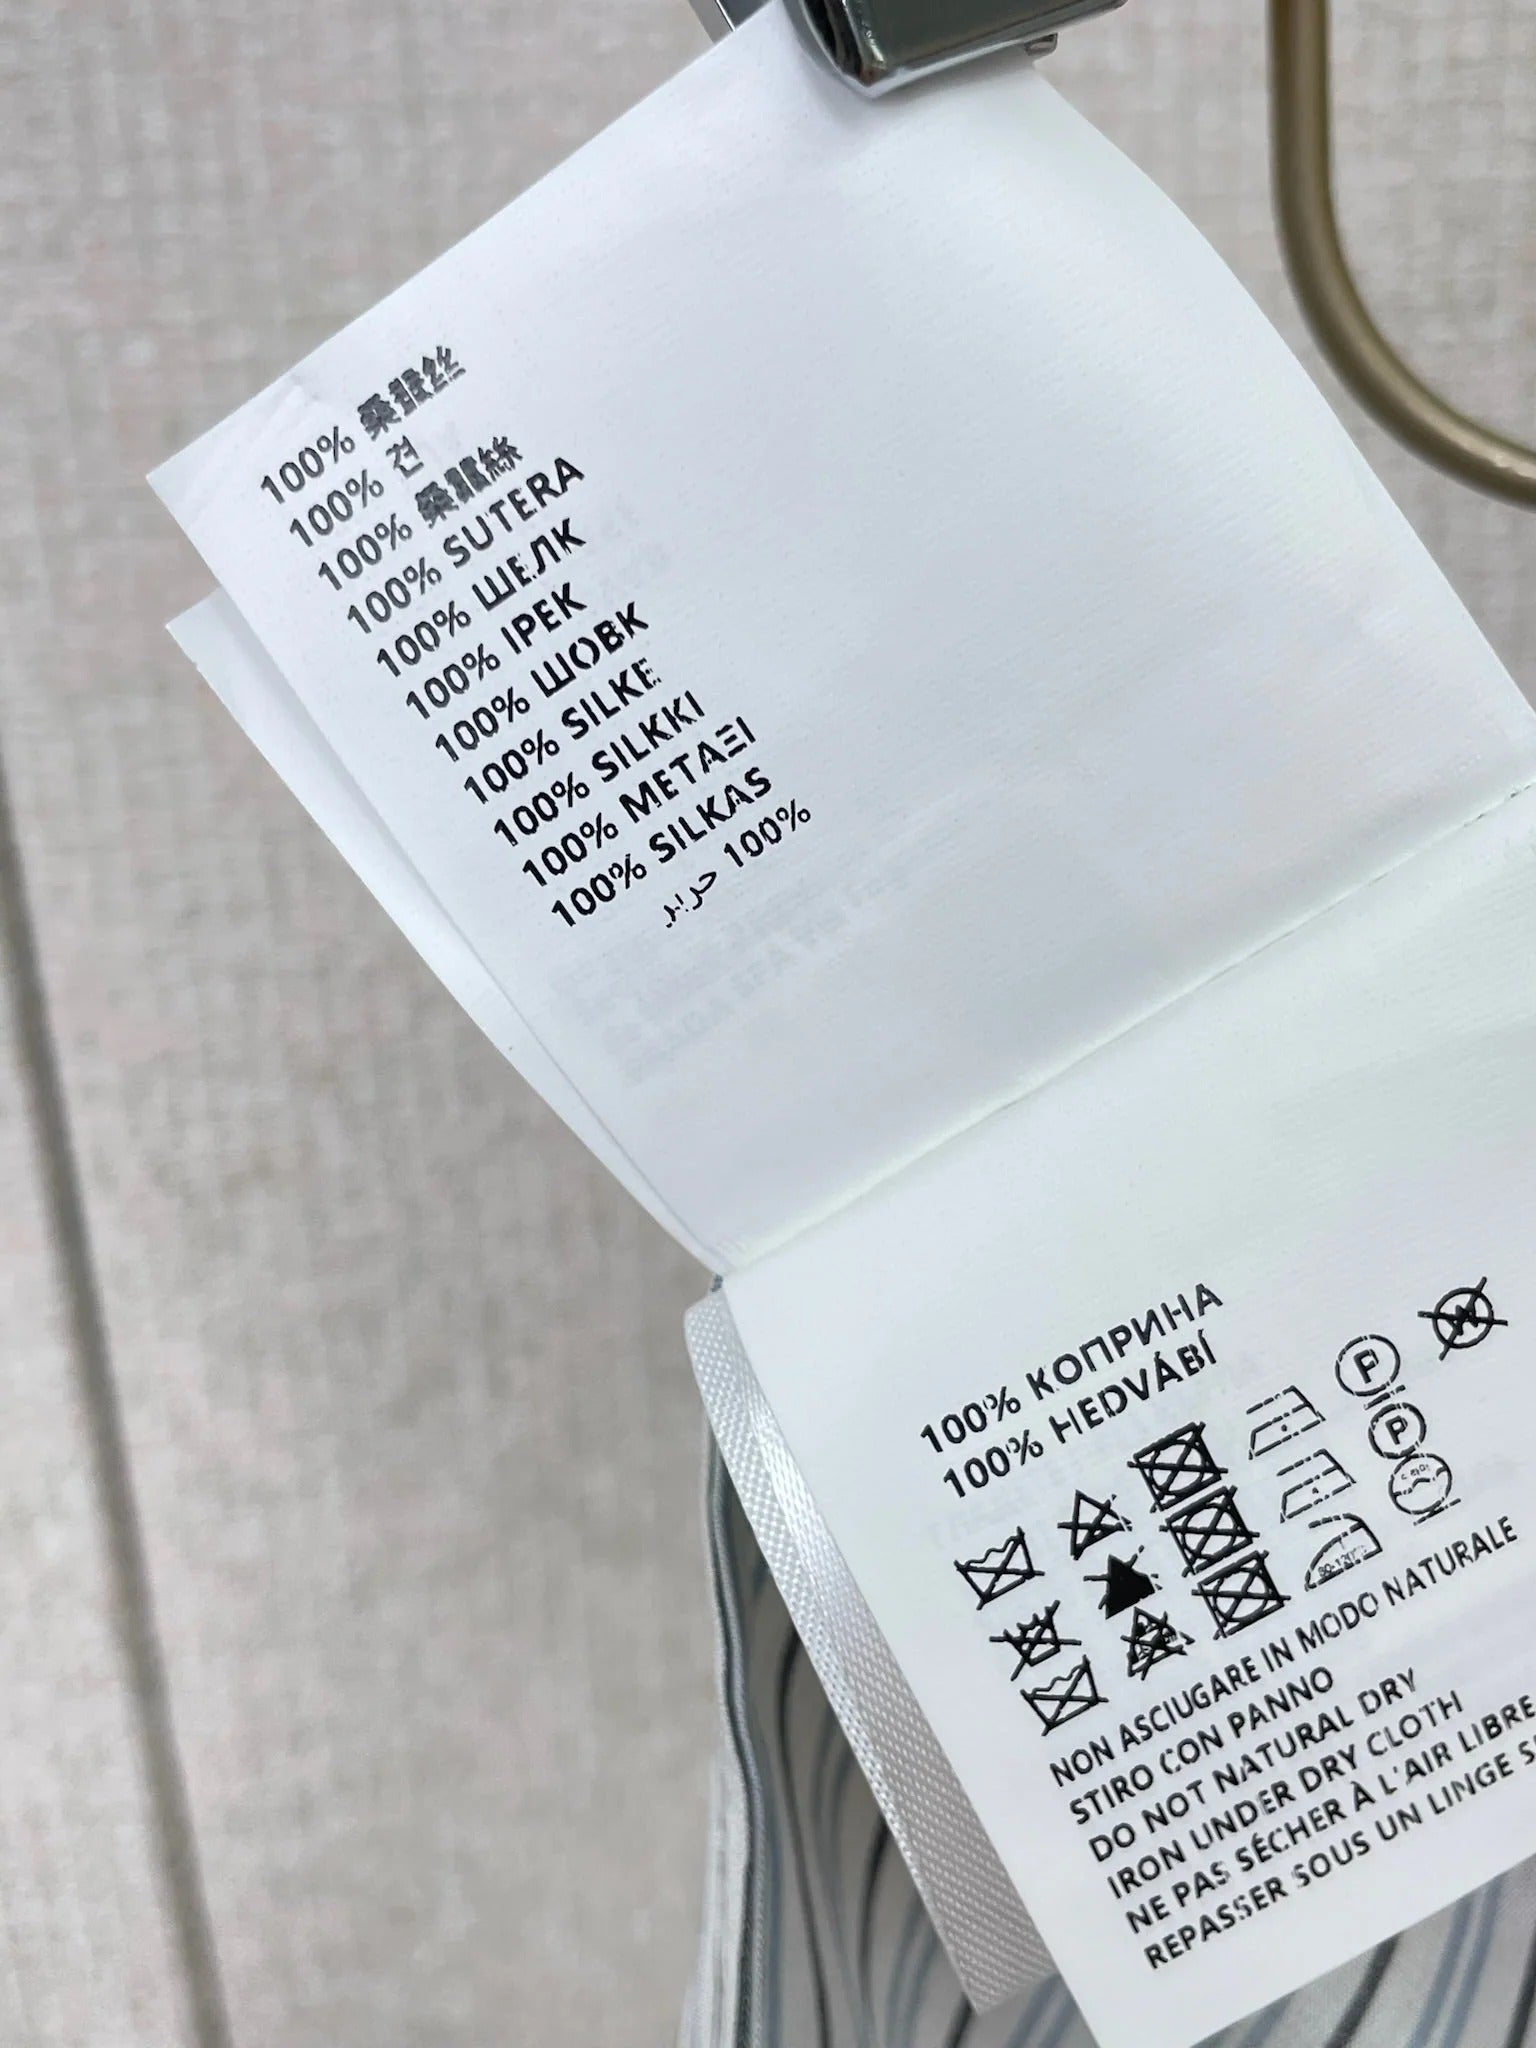 100% 桑蚕丝
100% 견
100% 桑蠶絲
100% SUTERA
100% ШЕЛК
100% IPEK
100% ШОВК
100% SILKE
100% SILKKI
100% ΜΕΤΑΞΙ
100% SILKAS
100% حرير
100% КОПРИНА
100% HEDVÁBÍ
P
W
P
NON ASCIUGARE IN MODO NATURALE
STIRO CON PANNO
DO NOT NATURAL DRY
IRON UNDER DRY CLOTH
NE PAS SÉCHER À L'AIR LIBRE
REPASSER SOUS UN LINGE